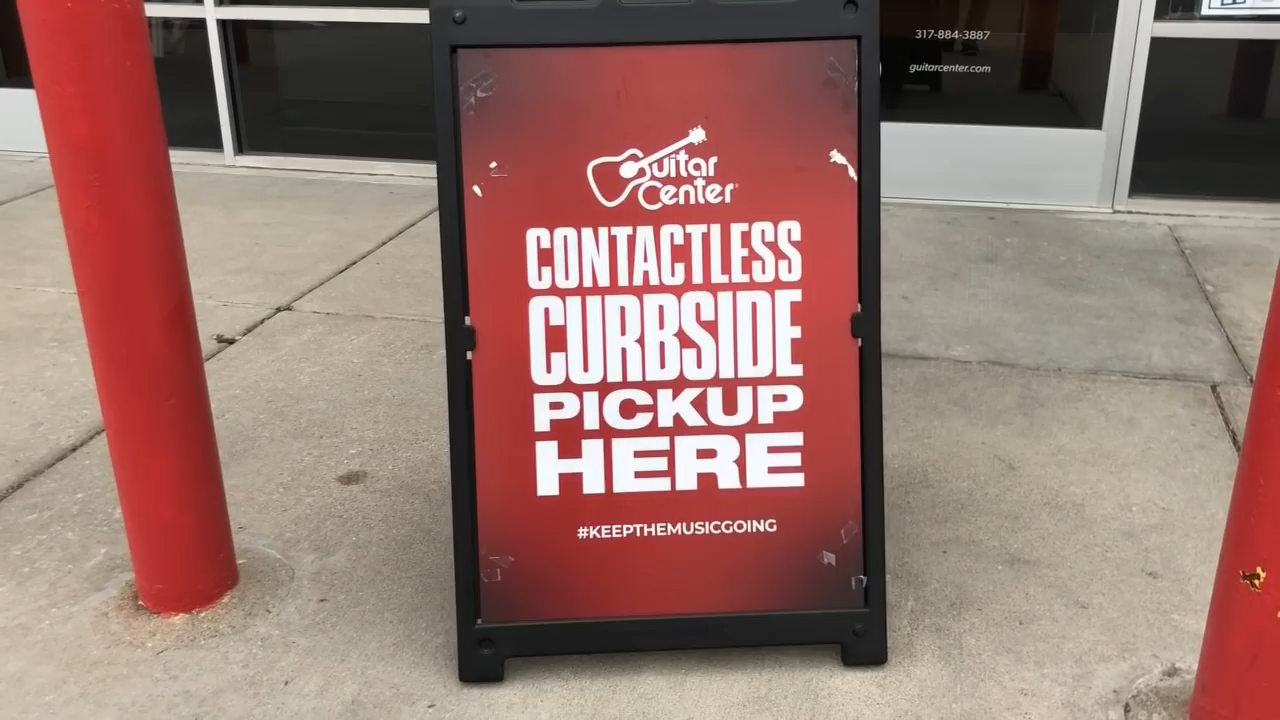 317-884-3887
guitarcenter.com
Guitar
Center
CONTACTLESS
CURBSIDE
PICKUP
HERE
#KEEPTHEMUSICGOING